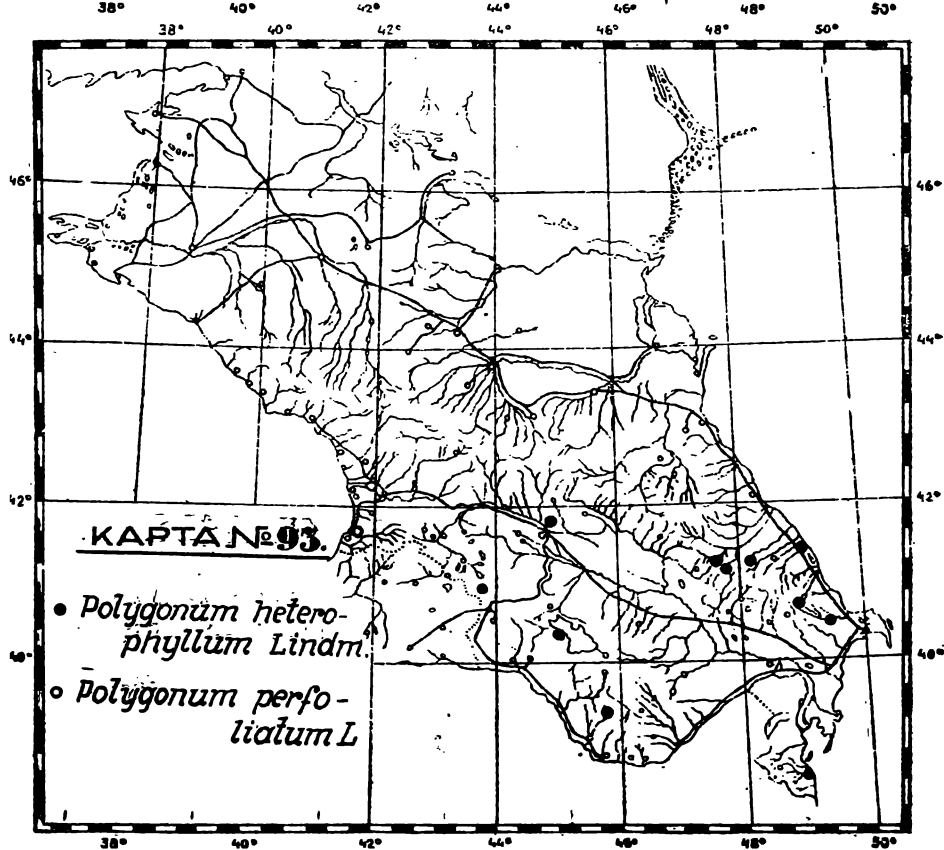 38° 40° 42° 44° 46° 48° 50°
38° 40° 42° 44° 46° 48° 50°
46° 46°
44° 44°
42° 42°
КАРТА № 93.
Polygonum hetero-
phyllum Lindm.
40° 40°
Polygonum perfo-
liatum L
38° 40° 42° 44° 46° 48° 50°